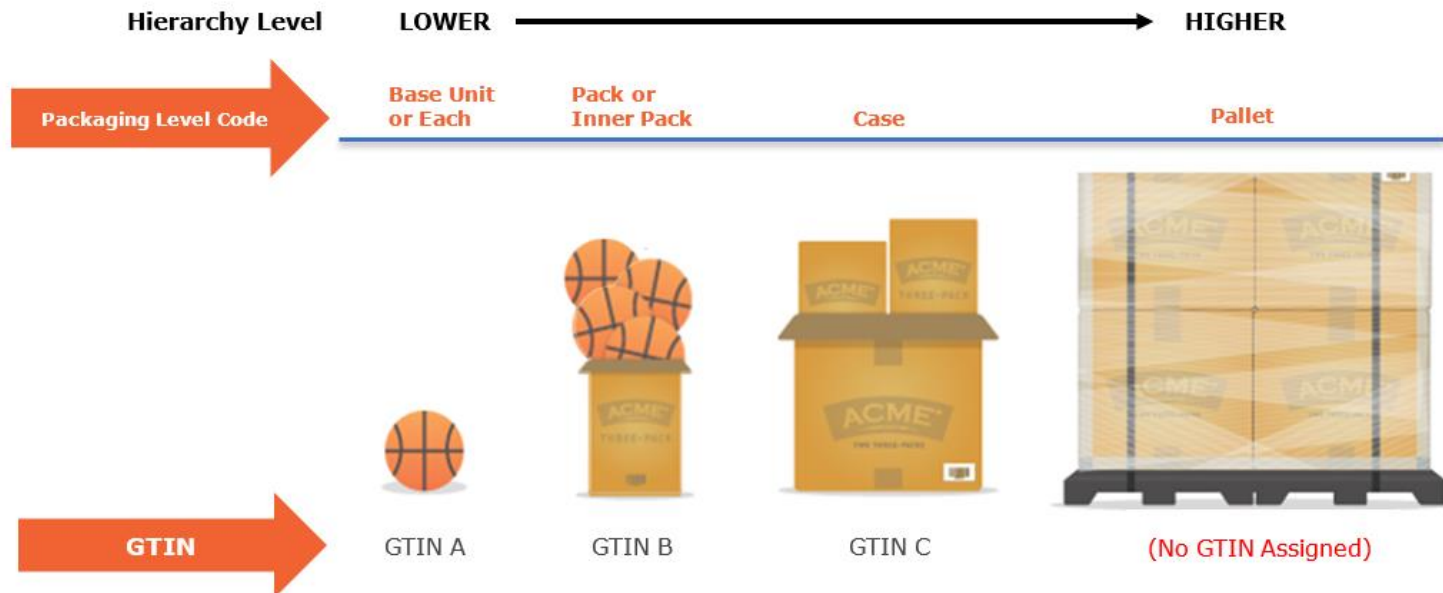 Hierarchy Level LOWER HIGHER
Packaging Level Code
Base Unit
or Each
Pack or
Inner Pack
Case
Pallet
ACME
THREE-PACK
ACME
ACME
THREE-PACK
ACME
TWO THREE-PACKS
ACME
ACME
ACME
ACME
GTIN
GTIN A
GTIN B
GTIN C
(No GTIN Assigned)